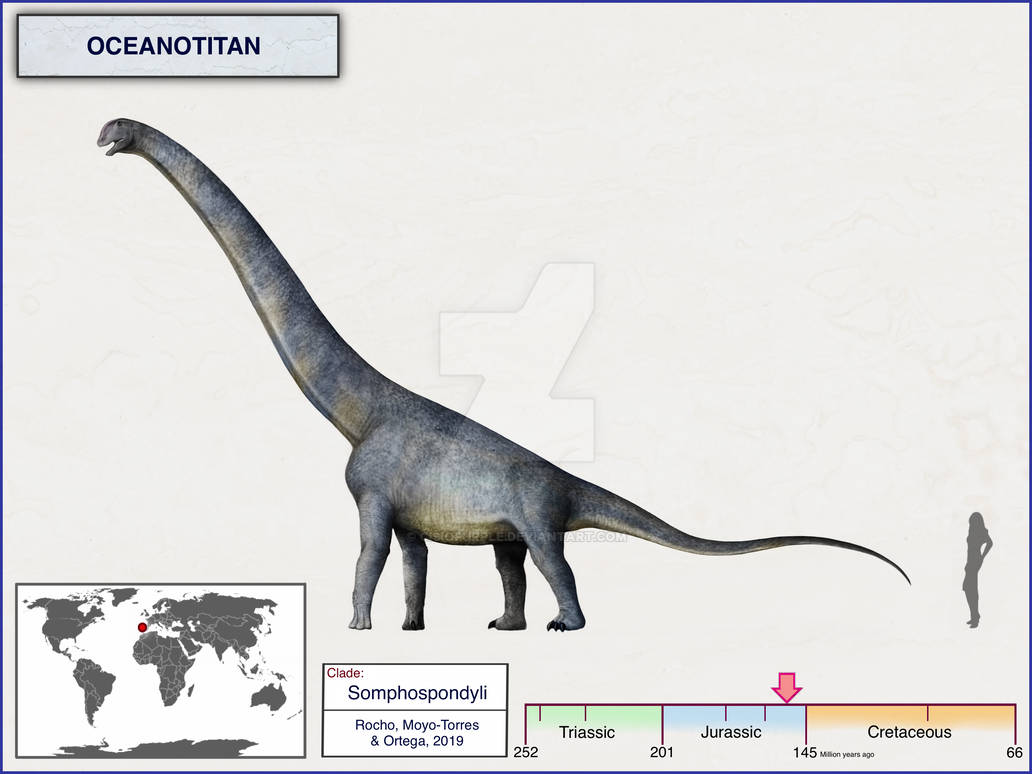 OCEANOTITAN
Clade:
Somphospondyli
Rocho, Moyo-Torres
& Ortega, 2019
Triassic
Jurassic
Cretaceous
252
201
145
Million years ago
66